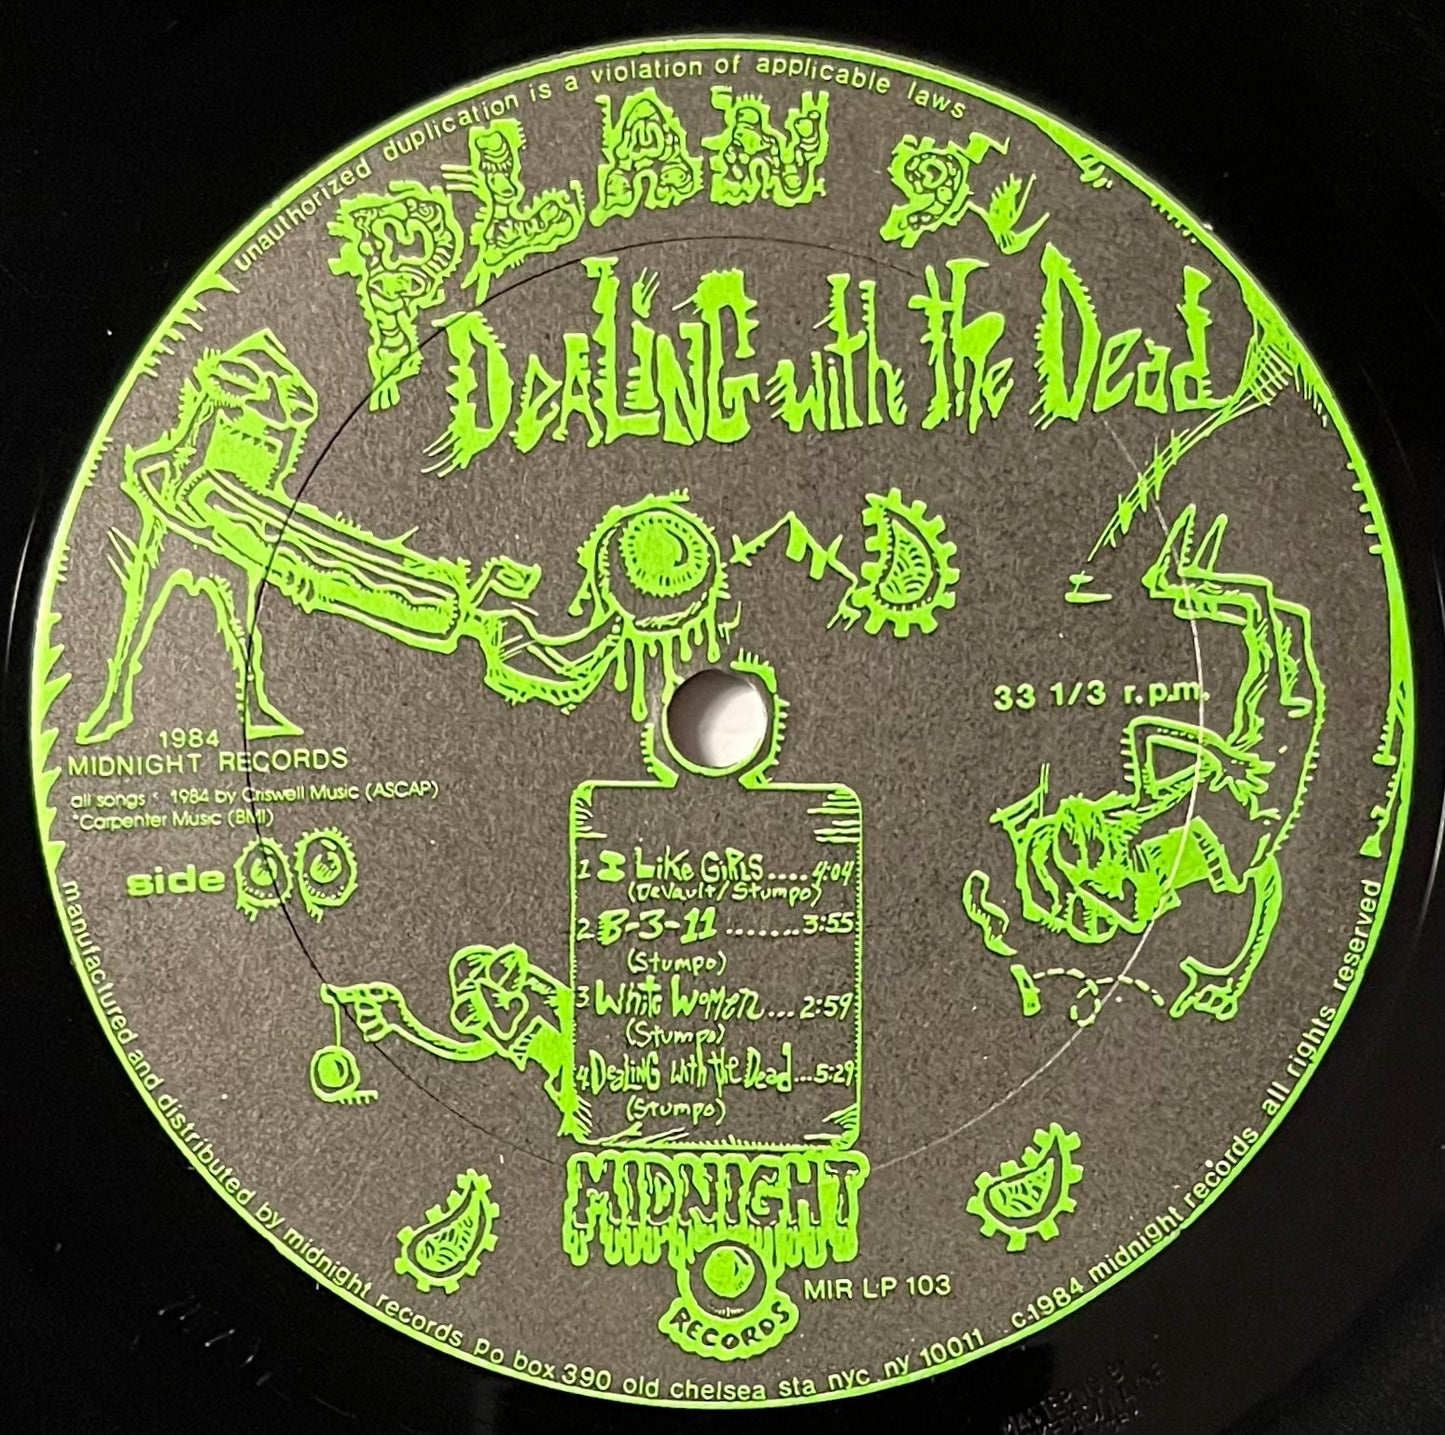 unauthorized duplication is a violation of applicable laws
PLAN 9
DEALiNG with the Dead
33 1/3 r.p.m.
1984
MIDNIGHT RECORDS
all songs c 1984 by Criswell Music (ASCAP)
*Carpenter Music (BMI)
side
1 I LiKe GiRLS.....4:04
(DeVault/Stumpo)
2 B-3-11.......3:55
(Stumpo)
3 White WoMen...2:59
(Stumpo)
4 DeaLiNG with the Dead...5:29
(Stumpo)
MIDNIGHT
RECORDS
MIR LP 103
manufactured and distributed by midnight records po box 390 old chelsea sta nyc. ny 10011 . c.1984 midnight records all rights reserved